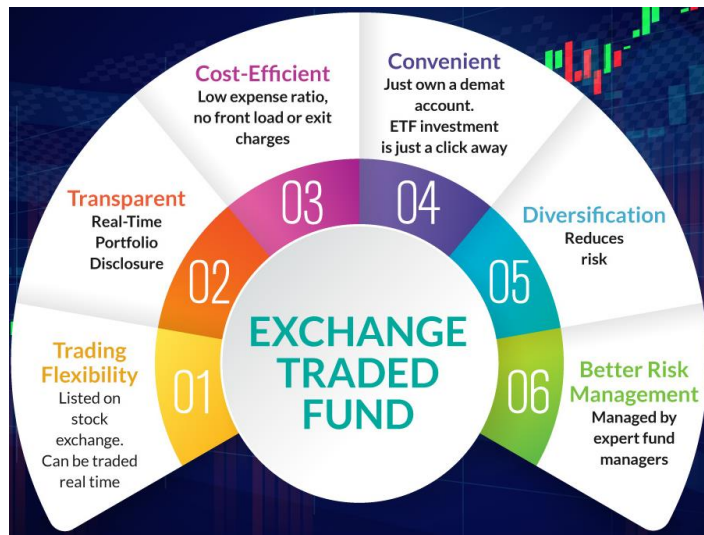 EXCHANGE
TRADED
FUND
01
Trading
Flexibility
Listed on
stock
exchange.
Can be traded
real time
02
Transparent
Real-Time
Portfolio
Disclosure
03
Cost-Efficient
Low expense ratio,
no front load or exit
charges
04
Convenient
Just own a demat
account.
ETF investment
is just a click away
05
Diversification
Reduces
risk
06
Better Risk
Management
Managed by
expert fund
managers